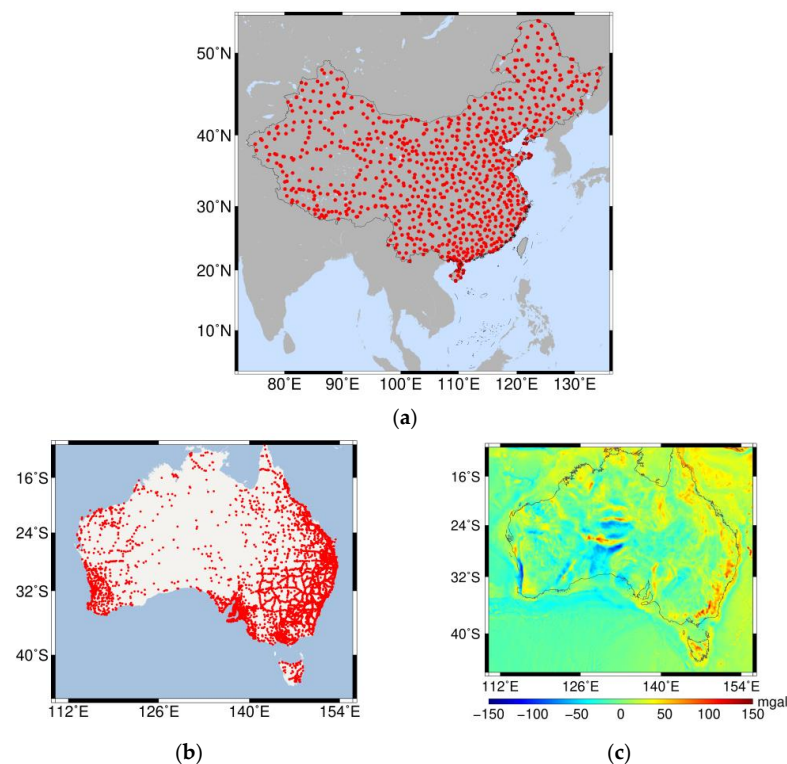 50°N
40°N
30°N
20°N
10°N
80°E 90°E 100°E 110°E 120°E 130°E
(a)
16°S
24°S
32°S
40°S
112°E 126°E 140°E 154°E
(b)
16°S
24°S
32°S
40°S
112°E 126°E 140°E 154°E
mgal
−150 −100 −50 0 50 100 150
(c)